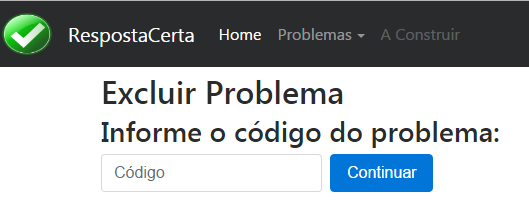 RespostaCerta Home Problemas A Construir
Excluir Problema
Informe o código do problema:
Código Continuar